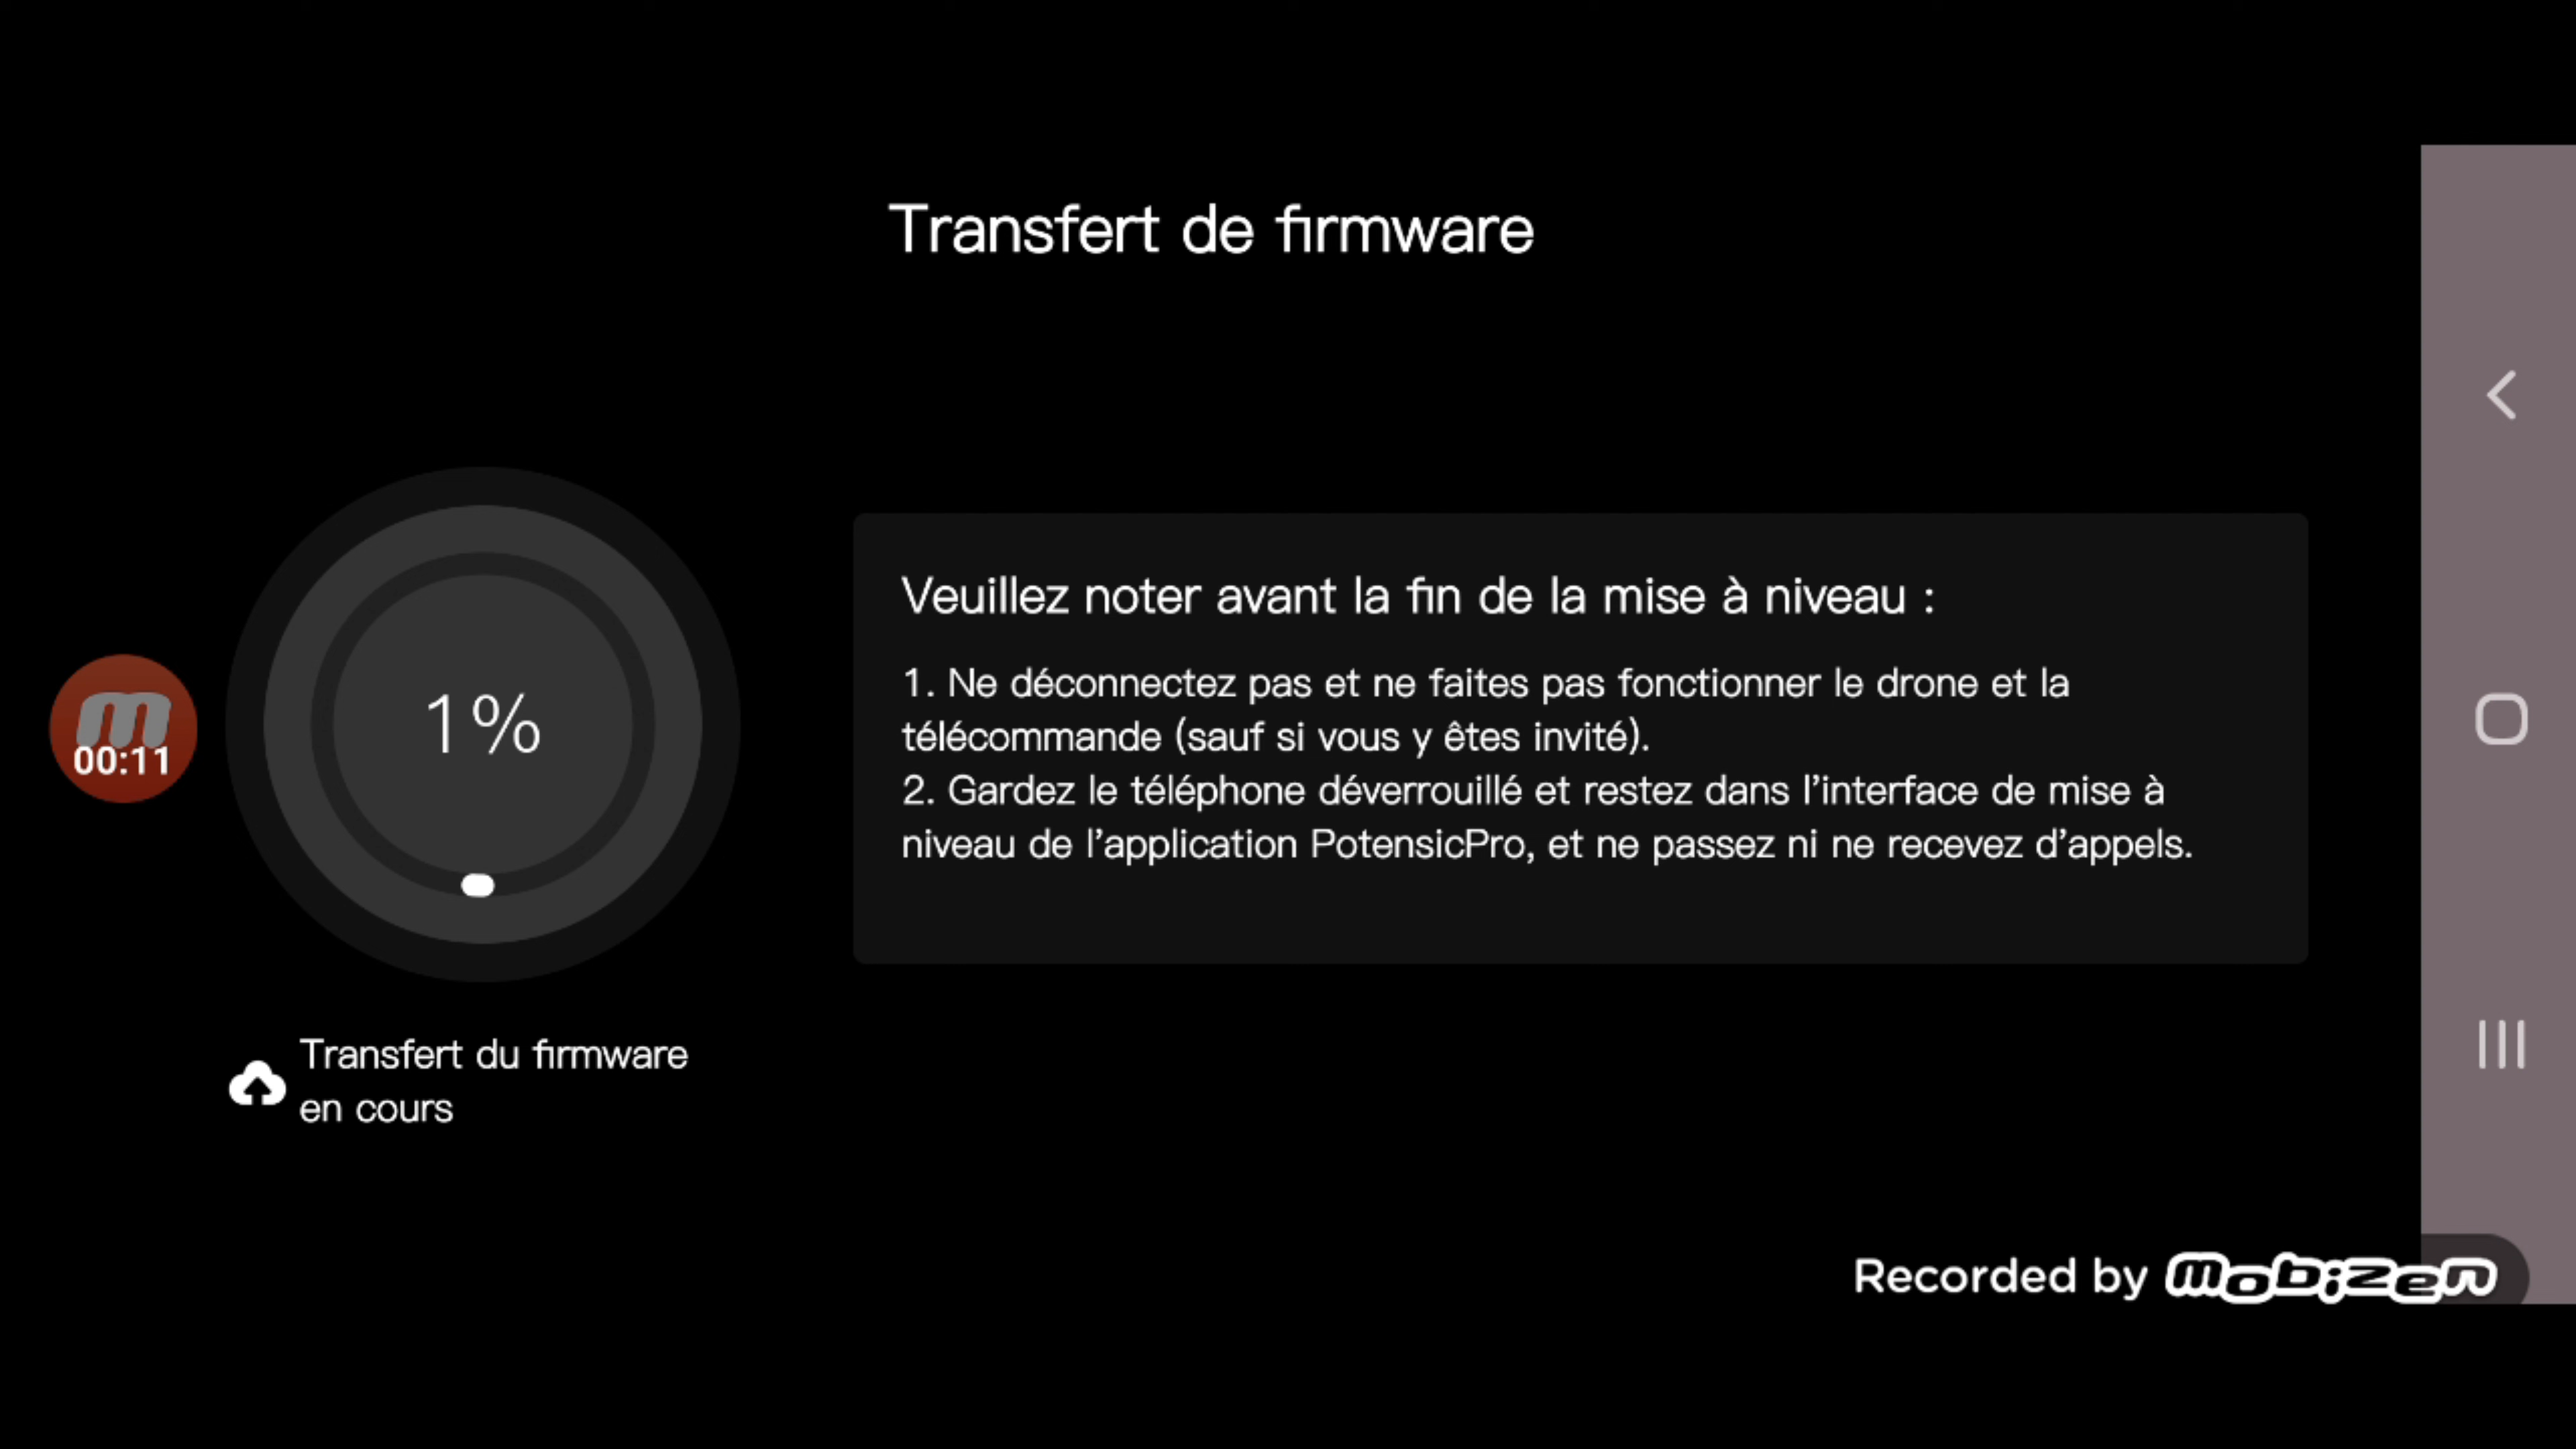 Transfert de firmware
Veuillez noter avant la fin de la mise à niveau :
1. Ne déconnectez pas et ne faites pas fonctionner le drone et la
télécommande (sauf si vous y êtes invité).
2. Gardez le téléphone déverrouillé et restez dans l'interface de mise à
niveau de l'application PotensicPro, et ne passez ni ne recevez d'appels.
1%
m
00:11
Transfert du firmware
en cours
Recorded by mobizen